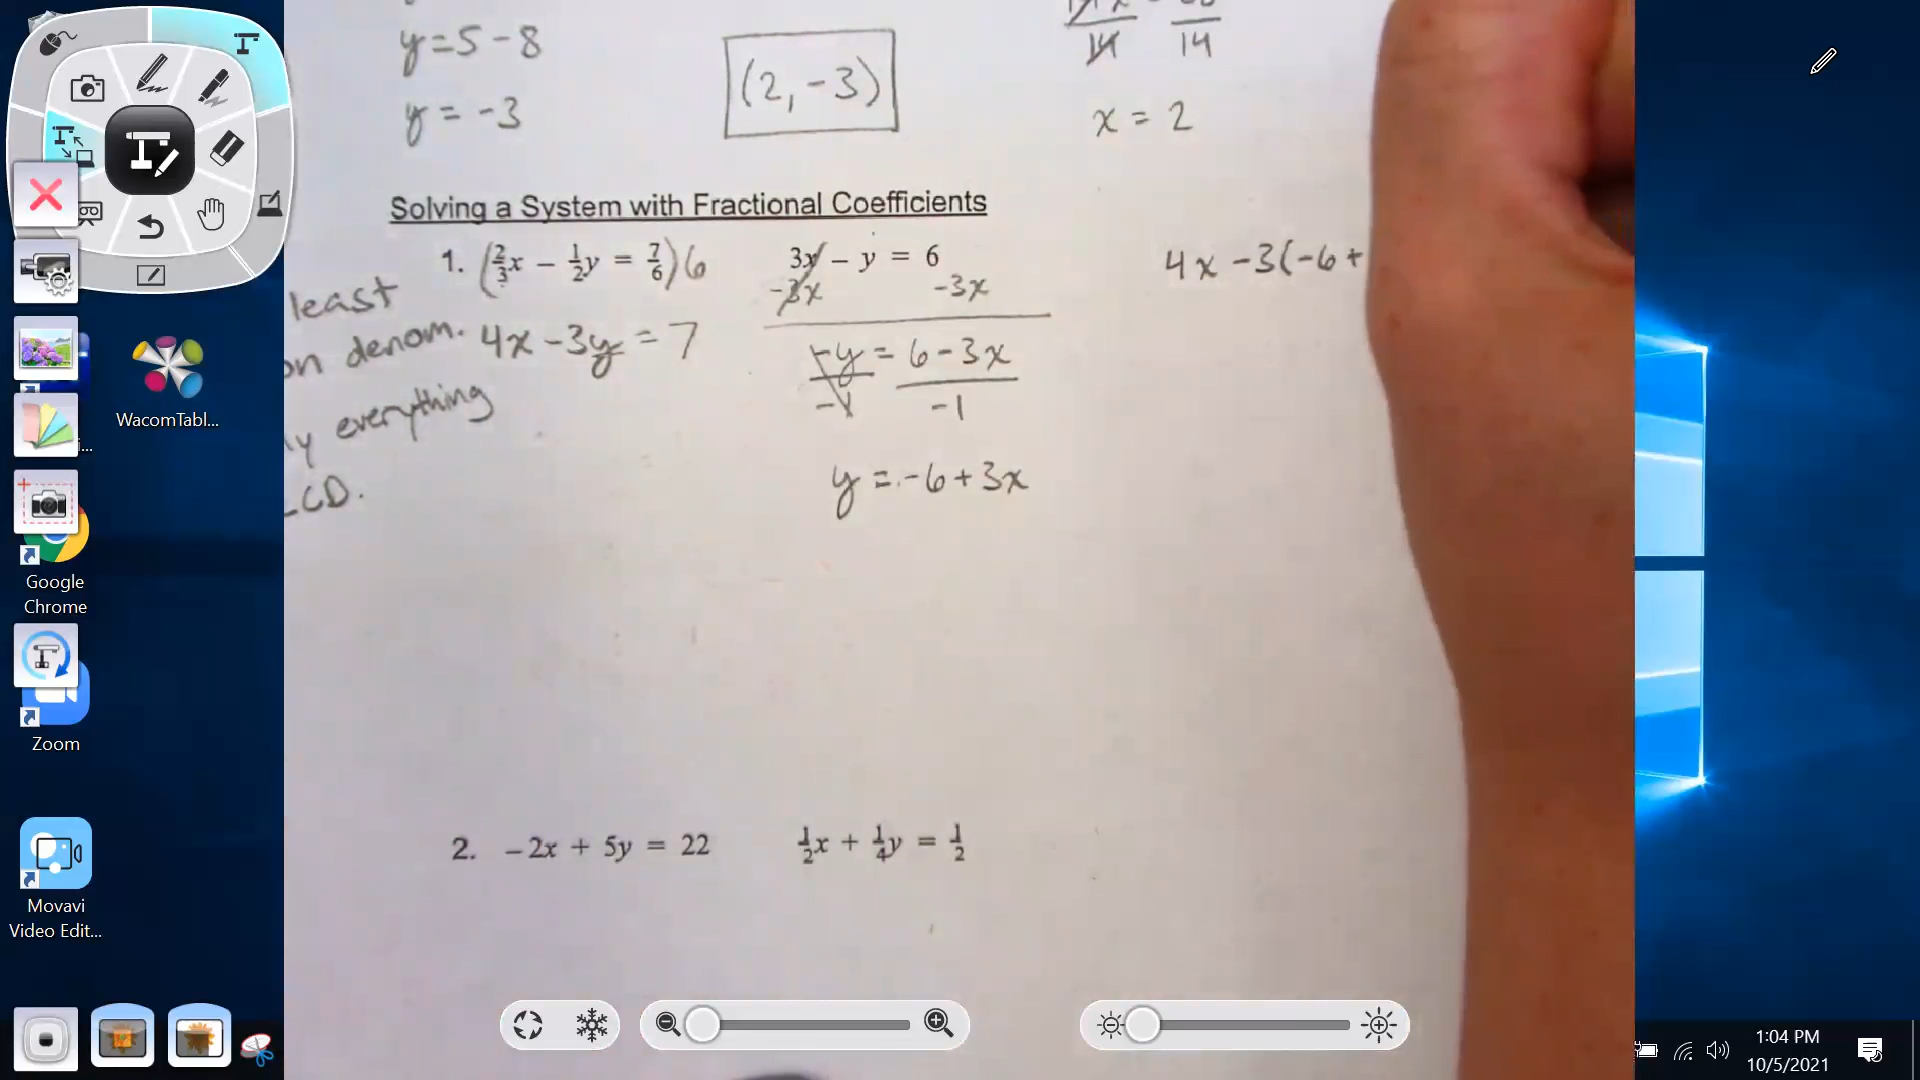 y = 5 - 8
y = -3
(2, -3)
14
14
x = 2
Solving a System with Fractional Coefficients
1. (2/3x - 1/2y = 7/6)6
least
denom.
4x - 3y = 7
everything
LCD.
3x - y = 6
-3x -3x
-y = 6 - 3x
-1 -1
y = -6 + 3x
4x - 3(-6 +
2. -2x + 5y = 22 1/2x + 1/4y = 1/2
WacomTabl...
Google
Chrome
Zoom
Movavi
Video Edit...
1:04 PM
10/5/2021